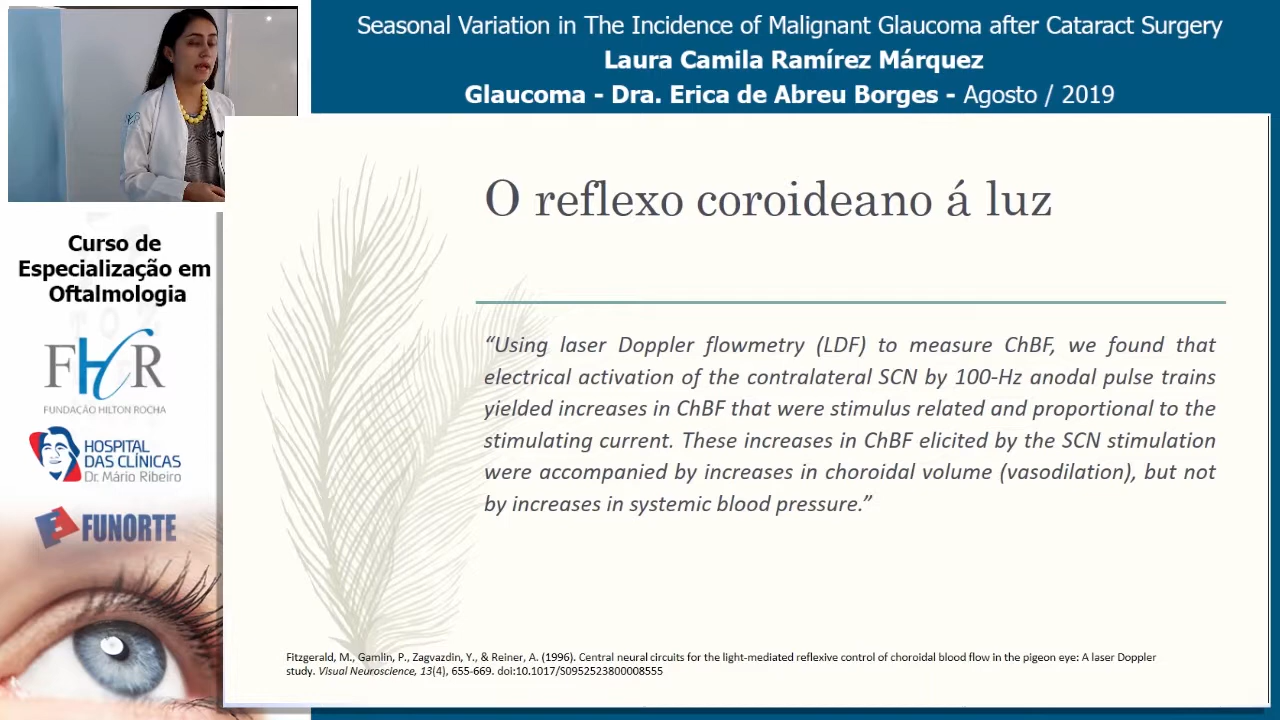 Seasonal Variation in The Incidence of Malignant Glaucoma after Cataract Surgery
Laura Camila Ramírez Márquez
Glaucoma - Dra. Erica de Abreu Borges - Agosto / 2019
Curso de
Especialização em
Oftalmologia
FHR
FUNDAÇÃO HILTON ROCHA
HOSPITAL
DAS CLÍNICAS
Dr. Mário Ribeiro
FUNORTE
O reflexo coroideano á luz
“Using laser Doppler flowmetry (LDF) to measure ChBF, we found that
electrical activation of the contralateral SCN by 100-Hz anodal pulse trains
yielded increases in ChBF that were stimulus related and proportional to the
stimulating current. These increases in ChBF elicited by the SCN stimulation
were accompanied by increases in choroidal volume (vasodilation), but not
by increases in systemic blood pressure.”
Fitzgerald, M., Gamlin, P., Zagvazdin, Y., & Reiner, A. (1996). Central neural circuits for the light-mediated reflexive control of choroidal blood flow in the pigeon eye: A laser Doppler
study. Visual Neuroscience, 13(4), 655-669. doi:10.1017/S0952523800008555